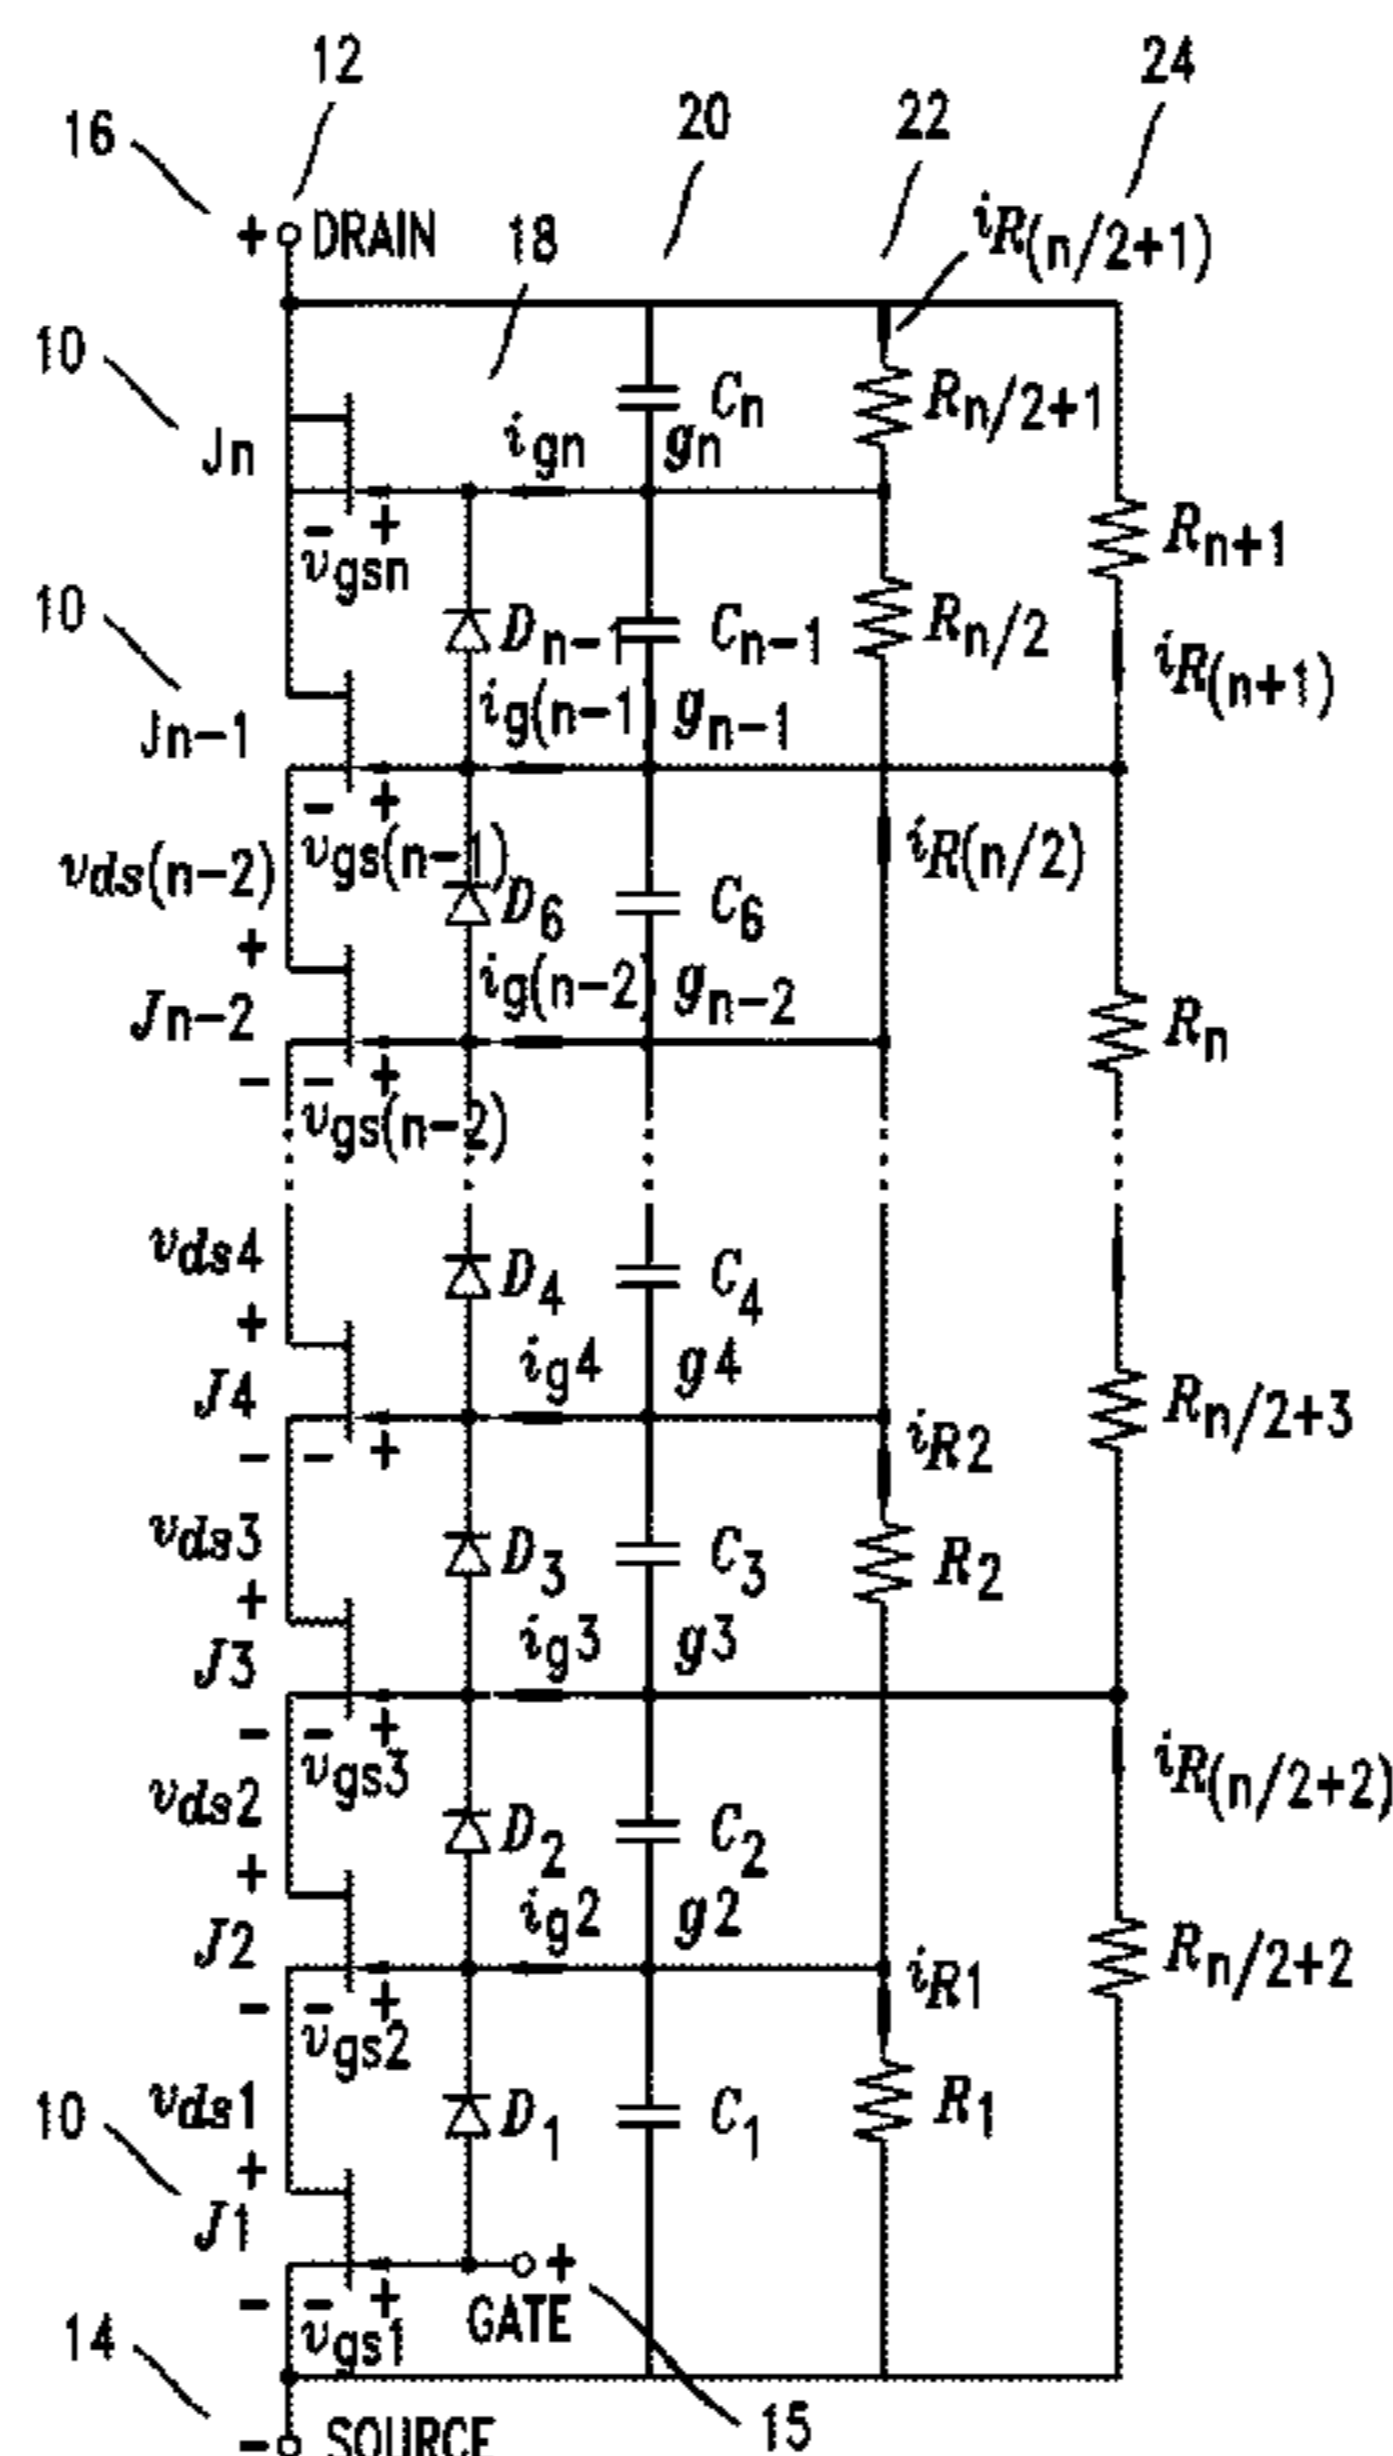 12
24
16
20
22
+ DRAIN
18
iR(n/2+1)
10
Cn
Rn/2+1
Jn
ign
gn
- +
vgsn
Rn+1
10
Dn-1
Cn-1
Rn/2
iR(n+1)
ig(n-1)
gn-1
Jn-1
- +
vgs(n-1)
iR(n/2)
vds(n-2)
D6
C6
+
ig(n-2)
gn-2
Jn-2
Rn
- - +
vgs(n-2)
vds4
D4
C4
+
ig4
g4
J4
Rn/2+3
- - +
iR2
vds3
D3
C3
R2
+
ig3
g3
J3
- - +
vgs3
iR(n/2+2)
vds2
D2
C2
+
ig2
g2
J2
Rn/2+2
- - +
iR1
vgs2
10
vds1
D1
C1
R1
+
J1
+
GATE
- - +
vgs1
14
15
- SOURCE